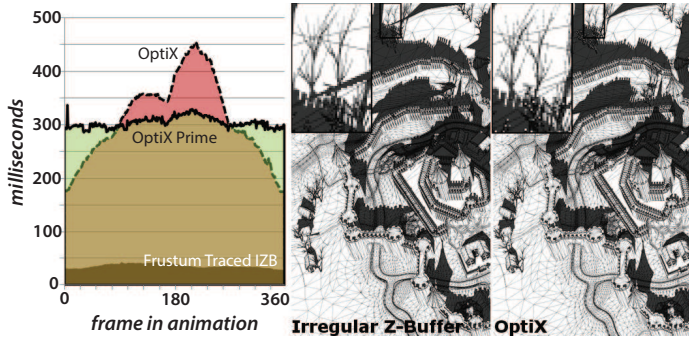 500
400
300
200
100
0
milliseconds
OptiX
OptiX Prime
Frustum Traced IZB
0
180
360
frame in animation
Irregular Z-Buffer
OptiX